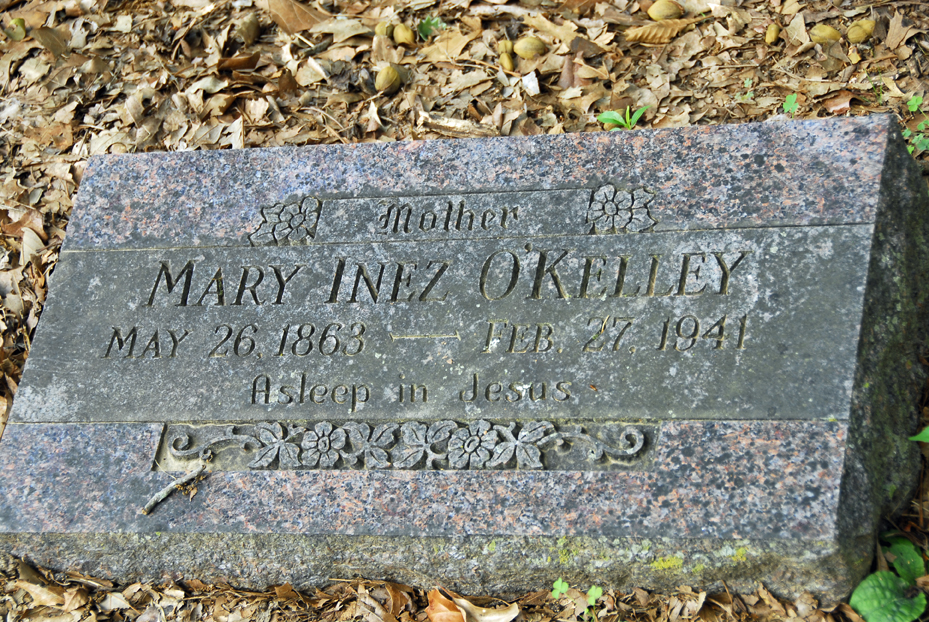 Mother
MARY INEZ O'KELLEY
MAY 26, 1863 — FEB. 27, 1941
Asleep in Jesus